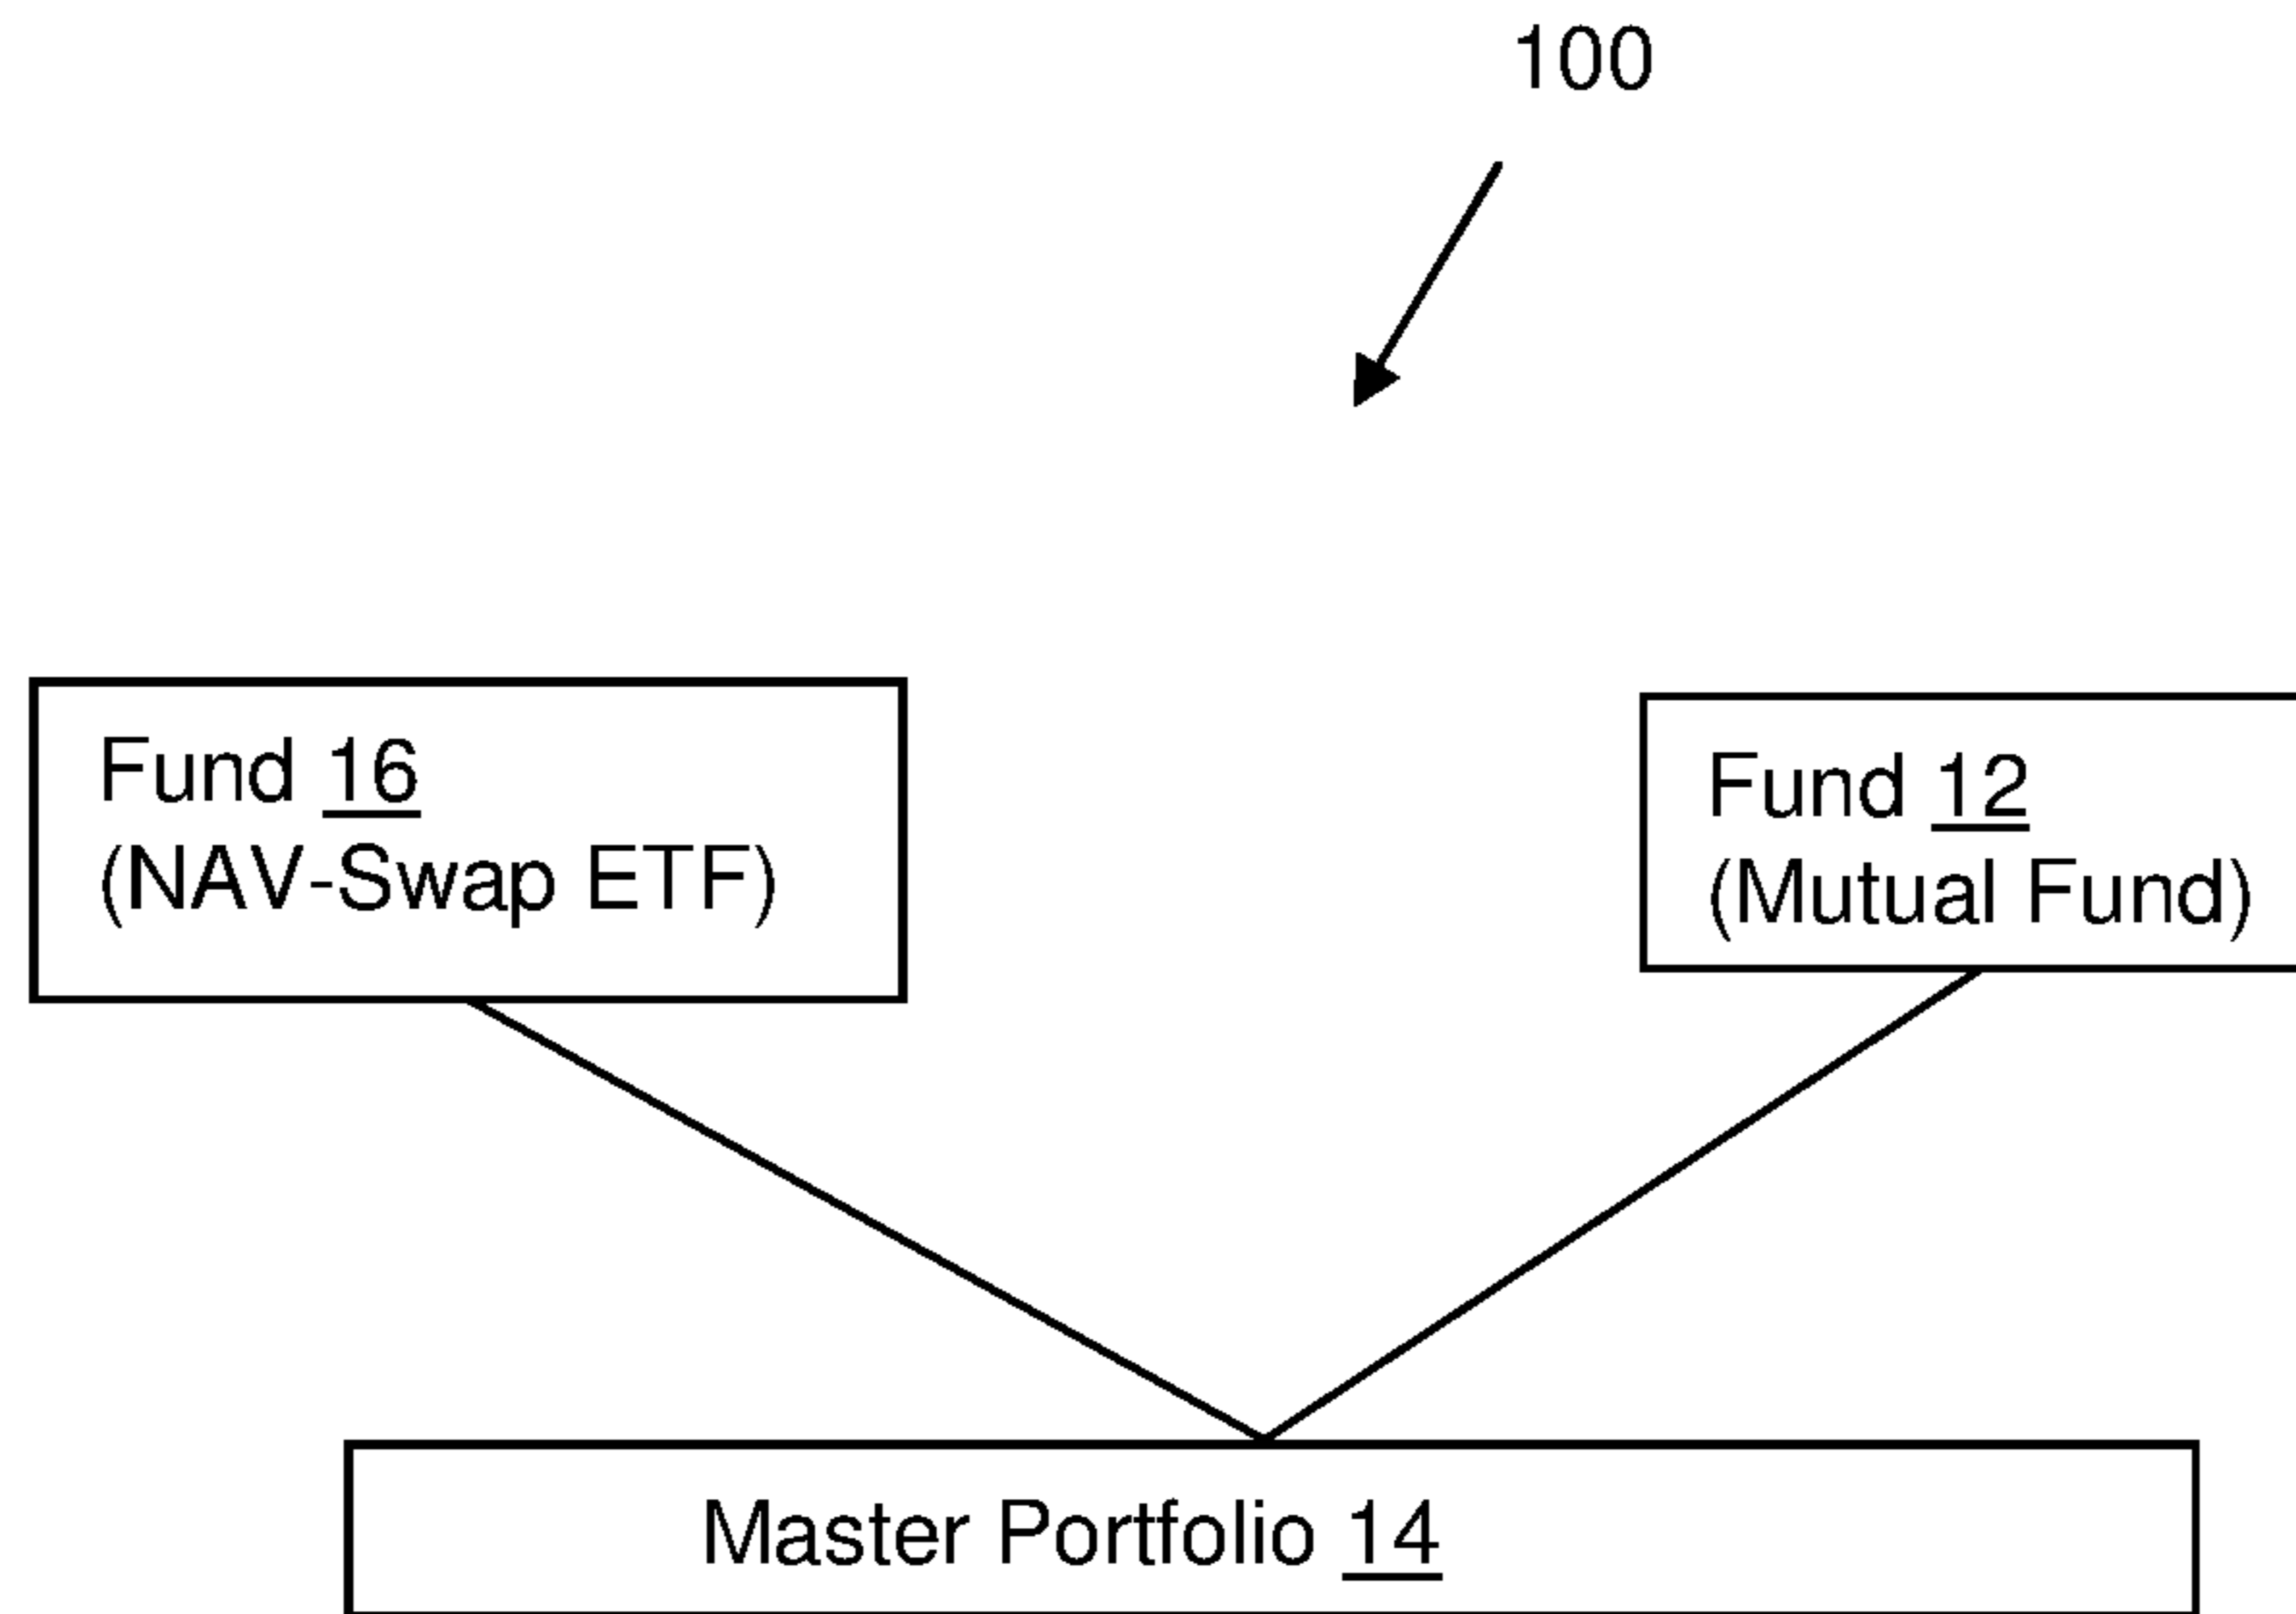 100
Fund 16
(NAV-Swap ETF)
Fund 12
(Mutual Fund)
Master Portfolio 14